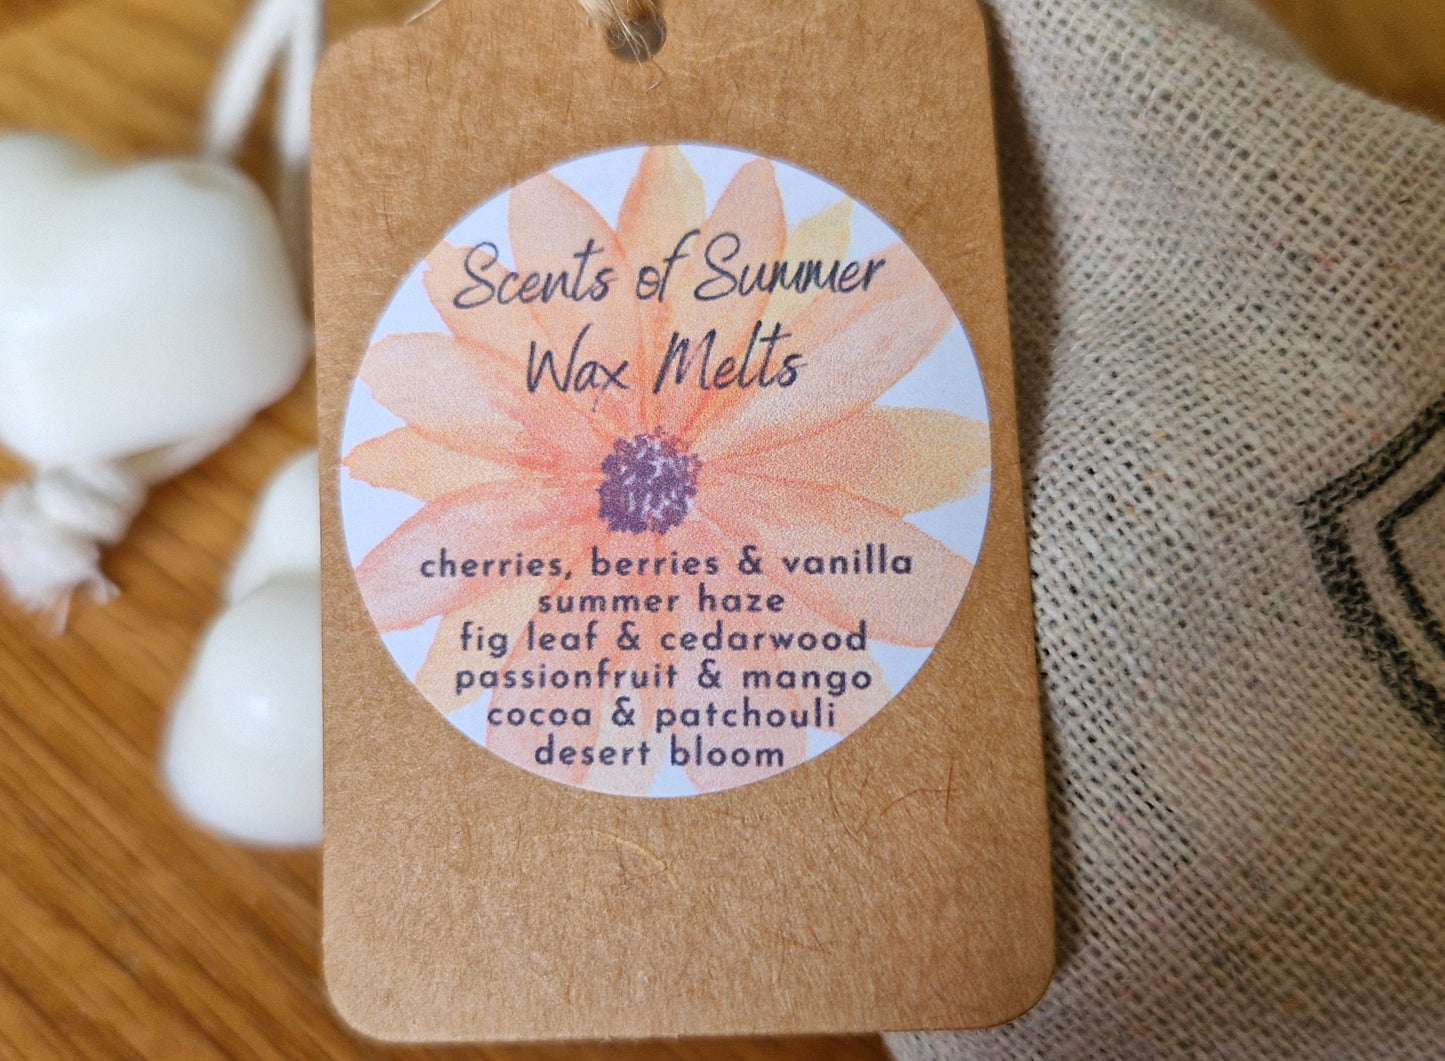 Scents of Summer
Wax Melts
cherries, berries & vanilla
summer haze
fig leaf & cedarwood
passionfruit & mango
cocoa & patchouli
desert bloom